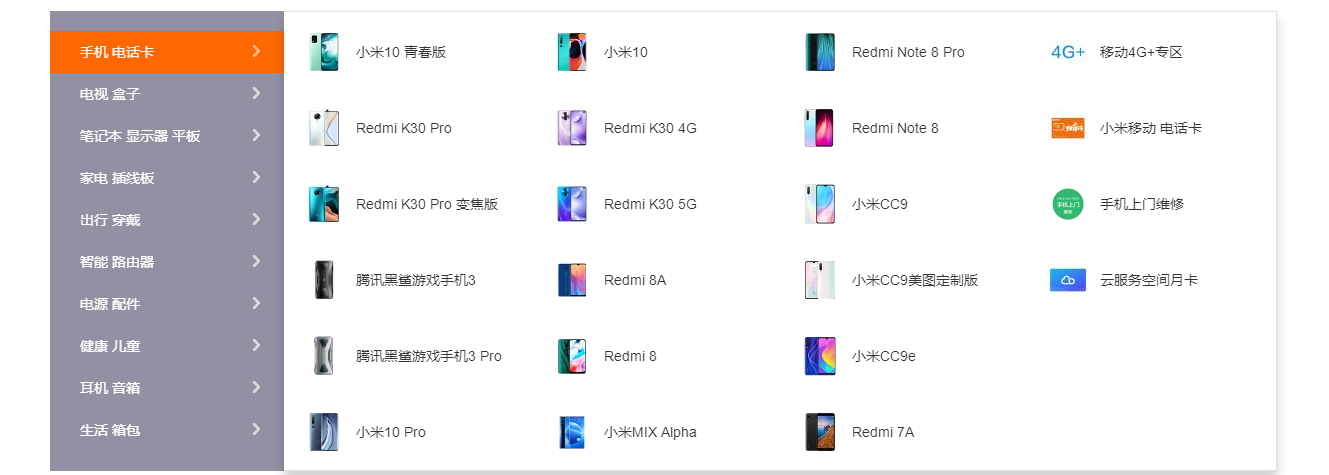 手机 电话卡
电视 盒子
笔记本 显示器 平板
家电 插线板
出行 穿戴
智能 路由器
电源 配件
健康 儿童
耳机 音箱
生活 箱包
小米10 青春版
Redmi K30 Pro
Redmi K30 Pro 变焦版
腾讯黑鲨游戏手机3
腾讯黑鲨游戏手机3 Pro
小米10 Pro
小米10
Redmi K30 4G
Redmi K30 5G
Redmi 8A
Redmi 8
小米MIX Alpha
Redmi Note 8 Pro
Redmi Note 8
小米CC9
小米CC9美图定制版
小米CC9e
Redmi 7A
4G+ 移动4G+专区
小米移动 电话卡
手机上门
手机上门维修
云服务空间月卡